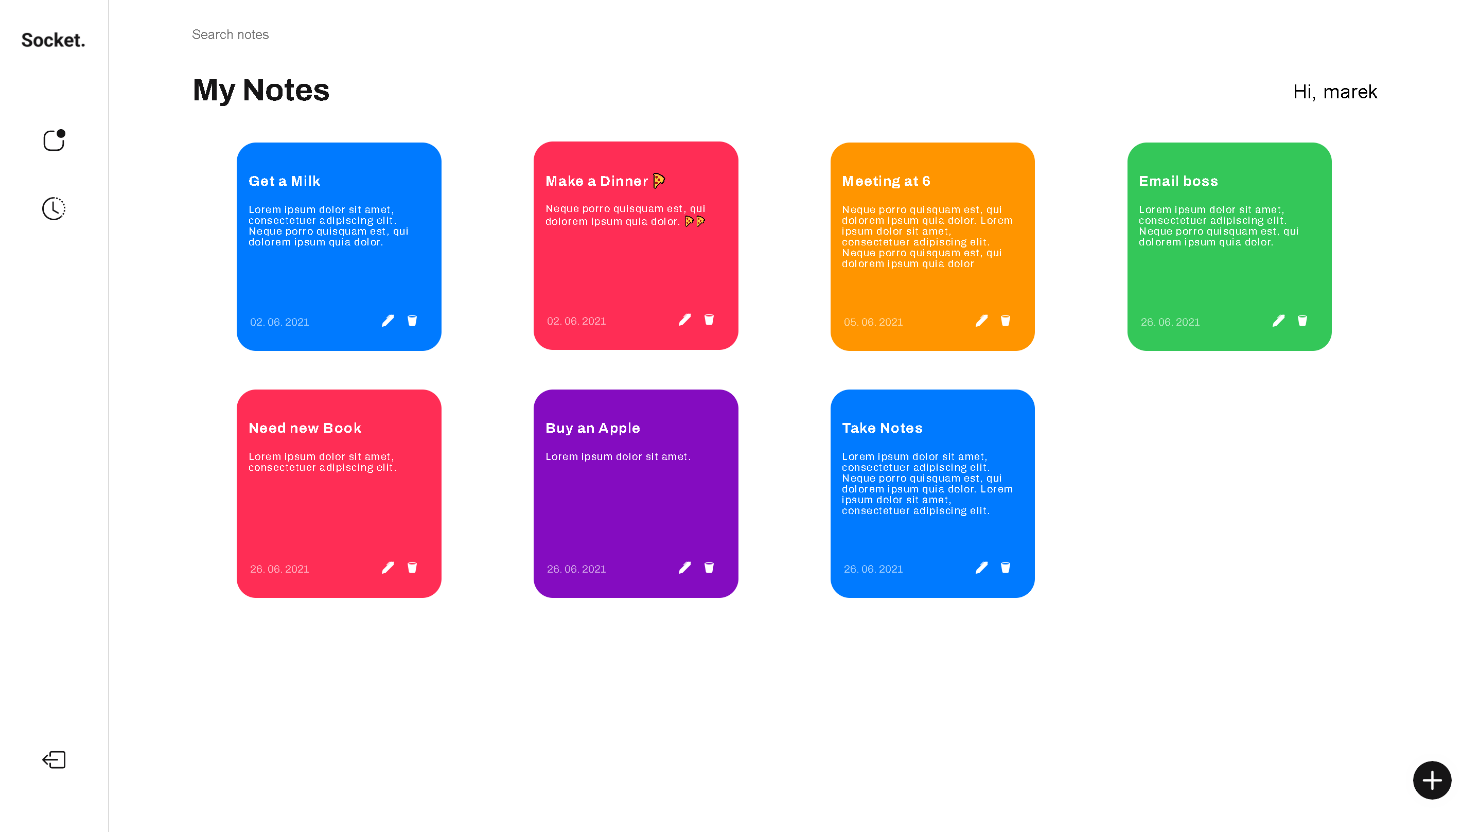 Socket.
Search notes
My Notes
Hi, marek
Get a Milk
Lorem ipsum dolor sit amet,
consectetuer adipiscing elit.
Neque porro quisquam est, qui
dolorem ipsum quia dolor.
02. 06. 2021
Make a Dinner 🍕
Neque porro quisquam est, qui
dolorem ipsum quia dolor. 🍕🍕
02. 06. 2021
Meeting at 6
Neque porro quisquam est, qui
dolorem ipsum quia dolor. Lorem
ipsum dolor sit amet,
consectetuer adipiscing elit.
Neque porro quisquam est, qui
dolorem ipsum quia dolor
05. 06. 2021
Email boss
Lorem ipsum dolor sit amet,
consectetuer adipiscing elit.
Neque porro quisquam est, qui
dolorem ipsum quia dolor.
26. 06. 2021
Need new Book
Lorem ipsum dolor sit amet,
consectetuer adipiscing elit.
26. 06. 2021
Buy an Apple
Lorem ipsum dolor sit amet.
26. 06. 2021
Take Notes
Lorem ipsum dolor sit amet,
consectetuer adipiscing elit.
Neque porro quisquam est, qui
dolorem ipsum quia dolor. Lorem
ipsum dolor sit amet,
consectetuer adipiscing elit.
26. 06. 2021